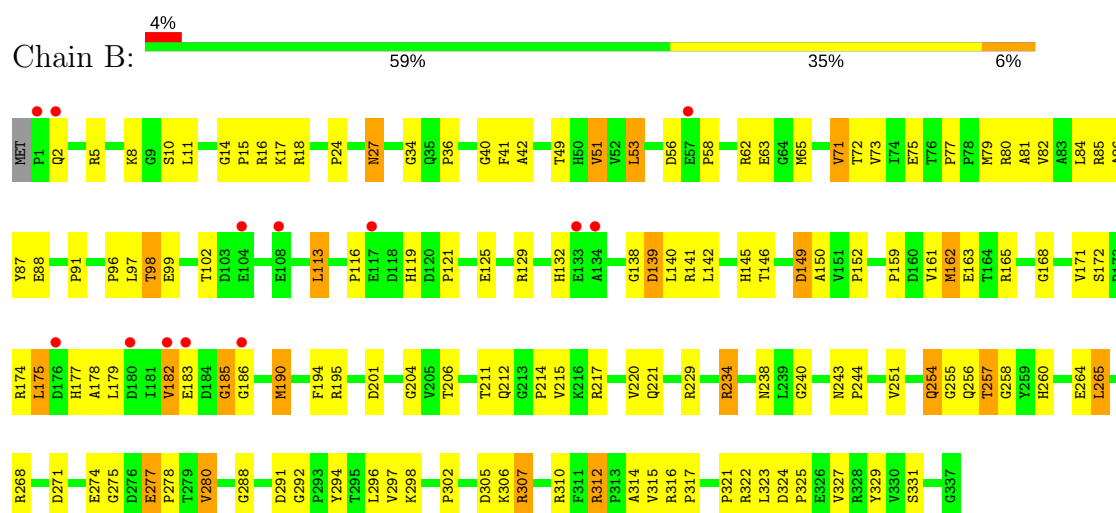 4%
Chain B:
59% 35% 6%
MET P1 Q2 R5 K8 G9 S10 L11 G14 P15 R16 K17 R18 P24 N27 G34 Q35 P36 G40 F41 A42 T49 H50 V51 V52 L53 D56 E57 P58 R62 E63 G64 M65 V71 T72 V73 I74 E75 T76 P77 P78 M79 R80 A81 V82 A83 L84 R85 A86
Y87 E88 P91 P96 L97 T98 E99 T102 D103 E104 E108 L113 P116 E117 D118 H119 D120 P121 E125 R129 H132 E133 A134 G138 D139 L140 R141 L142 H145 T146 D149 A150 V151 P152 P159 D160 V161 M162 E163 T164 R165 G168 V171 S172 D173
R174 L175 D176 H177 A178 L179 D180 I181 V182 E183 D184 G185 G186 M190 F194 R195 D201 G204 V205 T206 T211 Q212 G213 P214 V215 K216 R217 V220 Q221 R229 R234 N238 L239 G240 N243 P244 V251 Q254 G255 Q256 T257 G258 Y259 H260 E264 L265
R268 D271 E274 G275 D276 E277 P278 T279 V280 G288 D291 G292 P293 Y294 T295 L296 V297 K298 P302 D305 K306 R307 R310 F311 R312 P313 A314 V315 R316 P317 P321 R322 L323 D324 P325 E326 V327 R328 Y329 V330 S331 G337